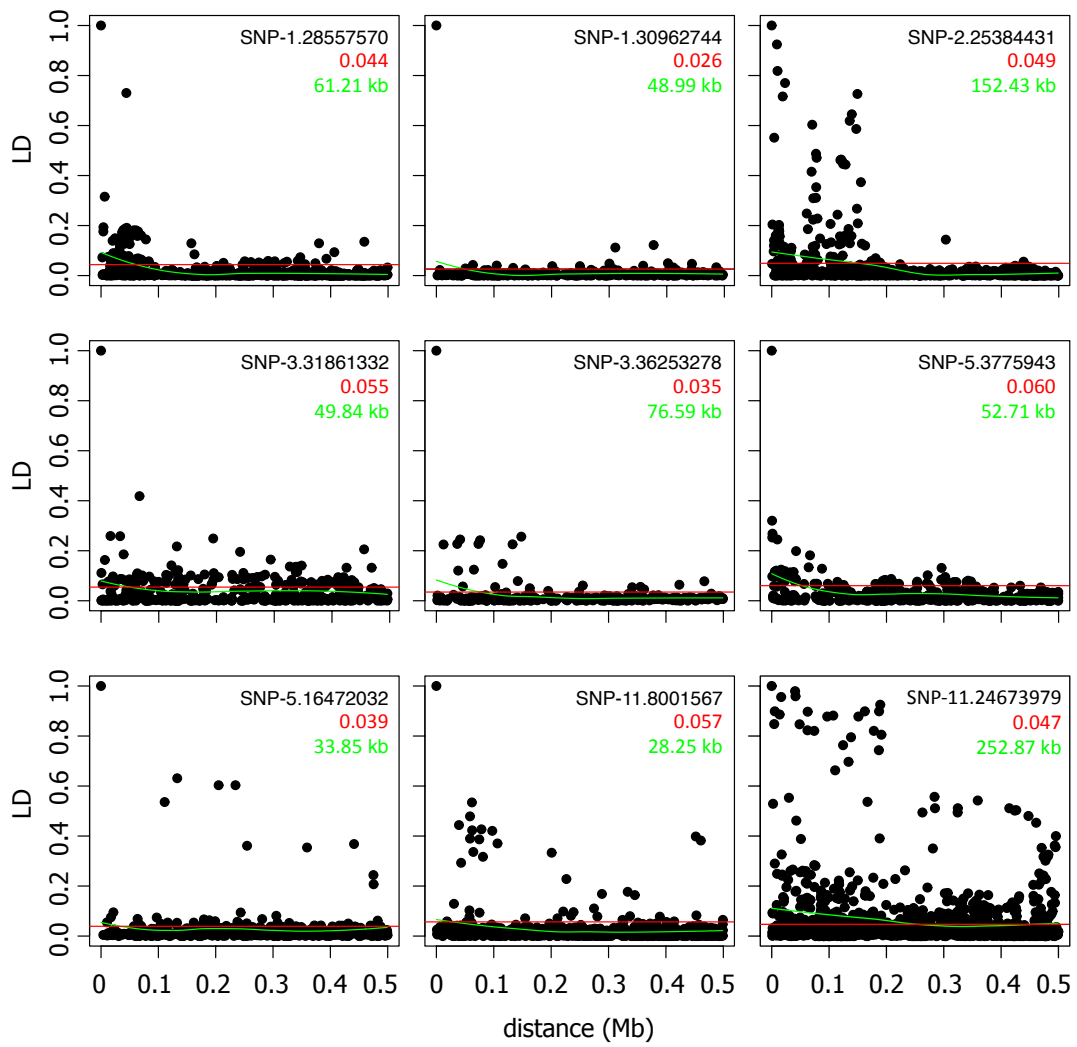 SNP-1.28557570
0.044
61.21 kb
SNP-1.30962744
0.026
48.99 kb
SNP-2.25384431
0.049
152.43 kb
LD
0.0 0.2 0.4 0.6 0.8 1.0
SNP-3.31861332
0.055
49.84 kb
SNP-3.36253278
0.035
76.59 kb
SNP-5.3775943
0.060
52.71 kb
LD
0.0 0.2 0.4 0.6 0.8 1.0
SNP-5.16472032
0.039
33.85 kb
SNP-11.8001567
0.057
28.25 kb
SNP-11.24673979
0.047
252.87 kb
LD
0.0 0.2 0.4 0.6 0.8 1.0
0 0.1 0.2 0.3 0.4 0.5
0 0.1 0.2 0.3 0.4 0.5
0 0.1 0.2 0.3 0.4 0.5
distance (Mb)